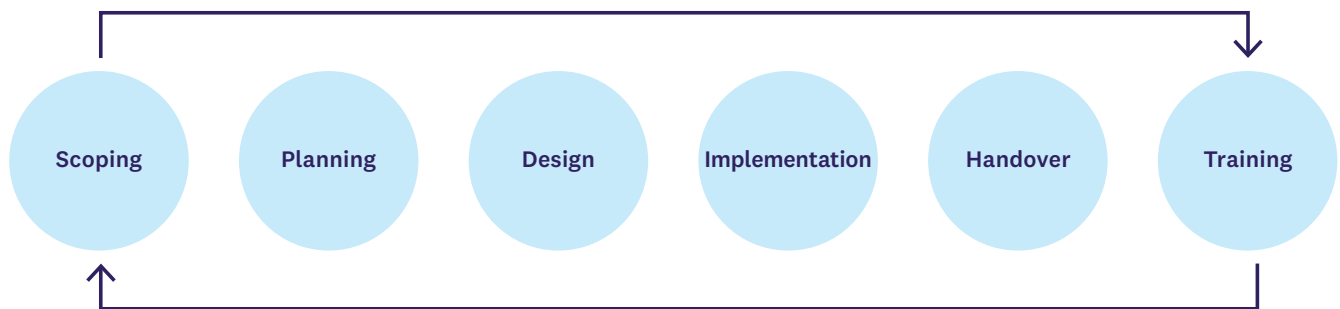 Scoping
Planning
Design
Implementation
Handover
Training